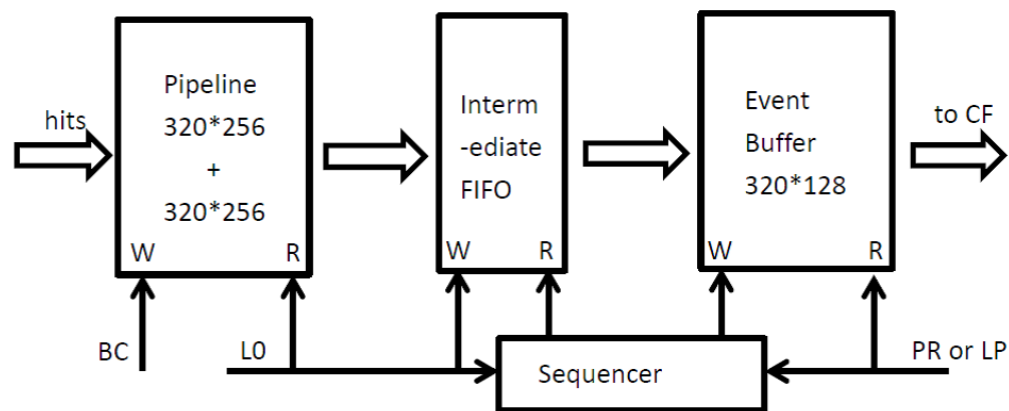 hits
Pipeline
320*256
+
320*256
W
R
Interm
-ediate
FIFO
W
R
Event
Buffer
320*128
W
R
to CF
BC
L0
Sequencer
PR or LP